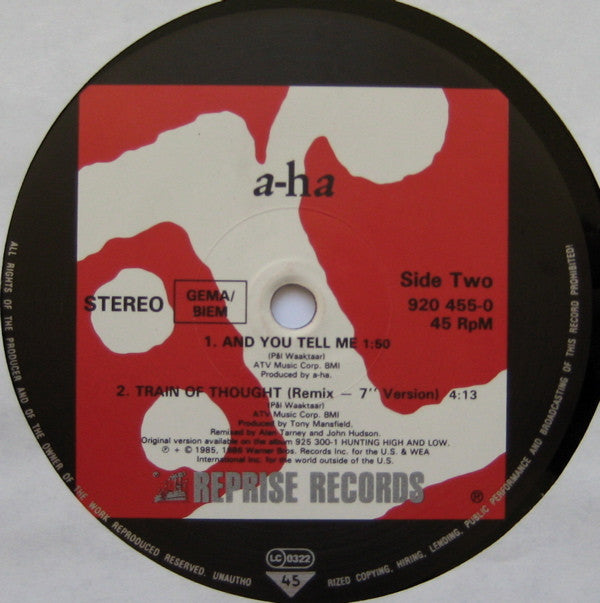 a-ha
STEREO
GEMA/
BIEM
Side Two
920 455-0
45 RpM
1. AND YOU TELL ME 1:50
(Pål Waaktaar)
ATV Music Corp. BMI
Produced by a-ha.
2. TRAIN OF THOUGHT (Remix — 7'' Version) 4:13
(Pål Waaktaar)
ATV Music Corp. BMI
Produced by Tony Mansfield.
Remixed by Alan Tarney and John Hudson.
Original version available on the album 925 300-1 HUNTING HIGH AND LOW.
℗ + © 1985, 1986 Warner Bros. Records Inc. for the U.S. & WEA
International Inc. for the world outside of the U.S.
REPRISE RECORDS
®
ALL RIGHTS OF THE PRODUCER AND OF THE OWNER OF THE WORK REPRODUCED RESERVED. UNAUTHO
RIZED COPYING, HIRING, LENDING, PUBLIC PERFORMANCE AND BROADCASTING OF THIS RECORD PROHIBITED!
LC 0322
45